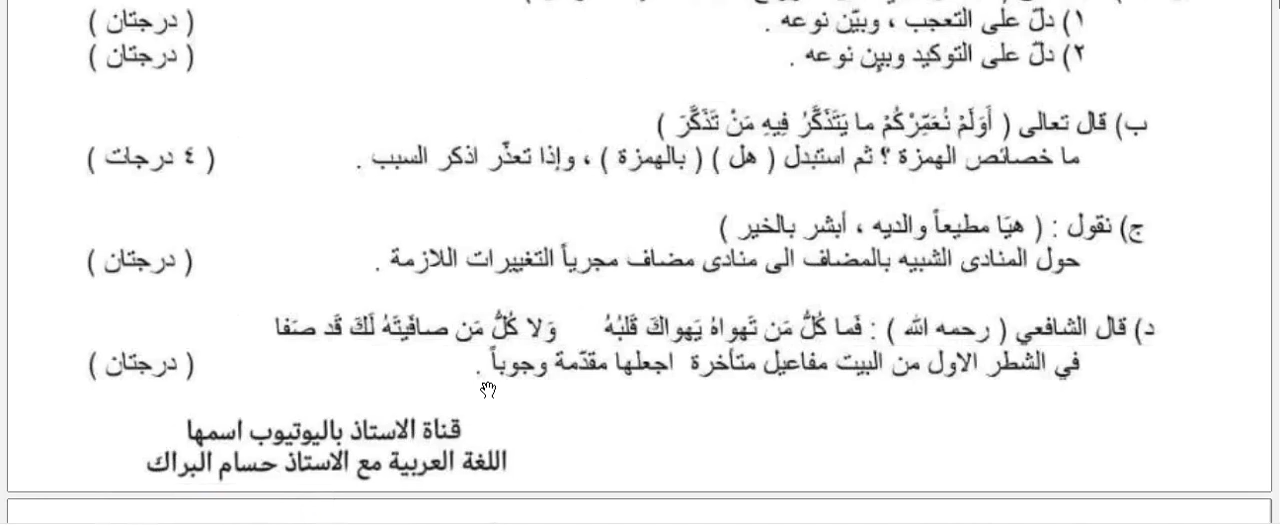 ١) دلّ على التعجب ، وبيّن نوعه . ( درجتان )
٢) دلّ على التوكيد وبين نوعه . ( درجتان )
ب) قال تعالى ( أَوَلَمْ نُعَمِّرْكُمْ ما يَتَذَكَّرُ فِيهِ مَنْ تَذَكَّرَ )
ما خصائص الهمزة ؟ ثم استبدل ( هل ) ( بالهمزة ) ، وإذا تعذّر اذكر السبب . ( ٤ درجات )
ج) نقول : ( هيّا مطيعاً والديه ، أبشر بالخير )
حول المنادى الشبيه بالمضاف الى منادى مضاف مجرياً التغييرات اللازمة . ( درجتان )
د) قال الشافعي ( رحمه الله ) : فَما كُلُّ مَن تَهواهُ يَهواكَ قَلبُهُ وَلا كُلُّ مَن صافَيتَهُ لَكَ قَد صَفا
في الشطر الاول من البيت مفاعيل متأخرة اجعلها مقدّمة وجوباً . ( درجتان )
قناة الاستاذ باليوتيوب اسمها
اللغة العربية مع الاستاذ حسام البراك